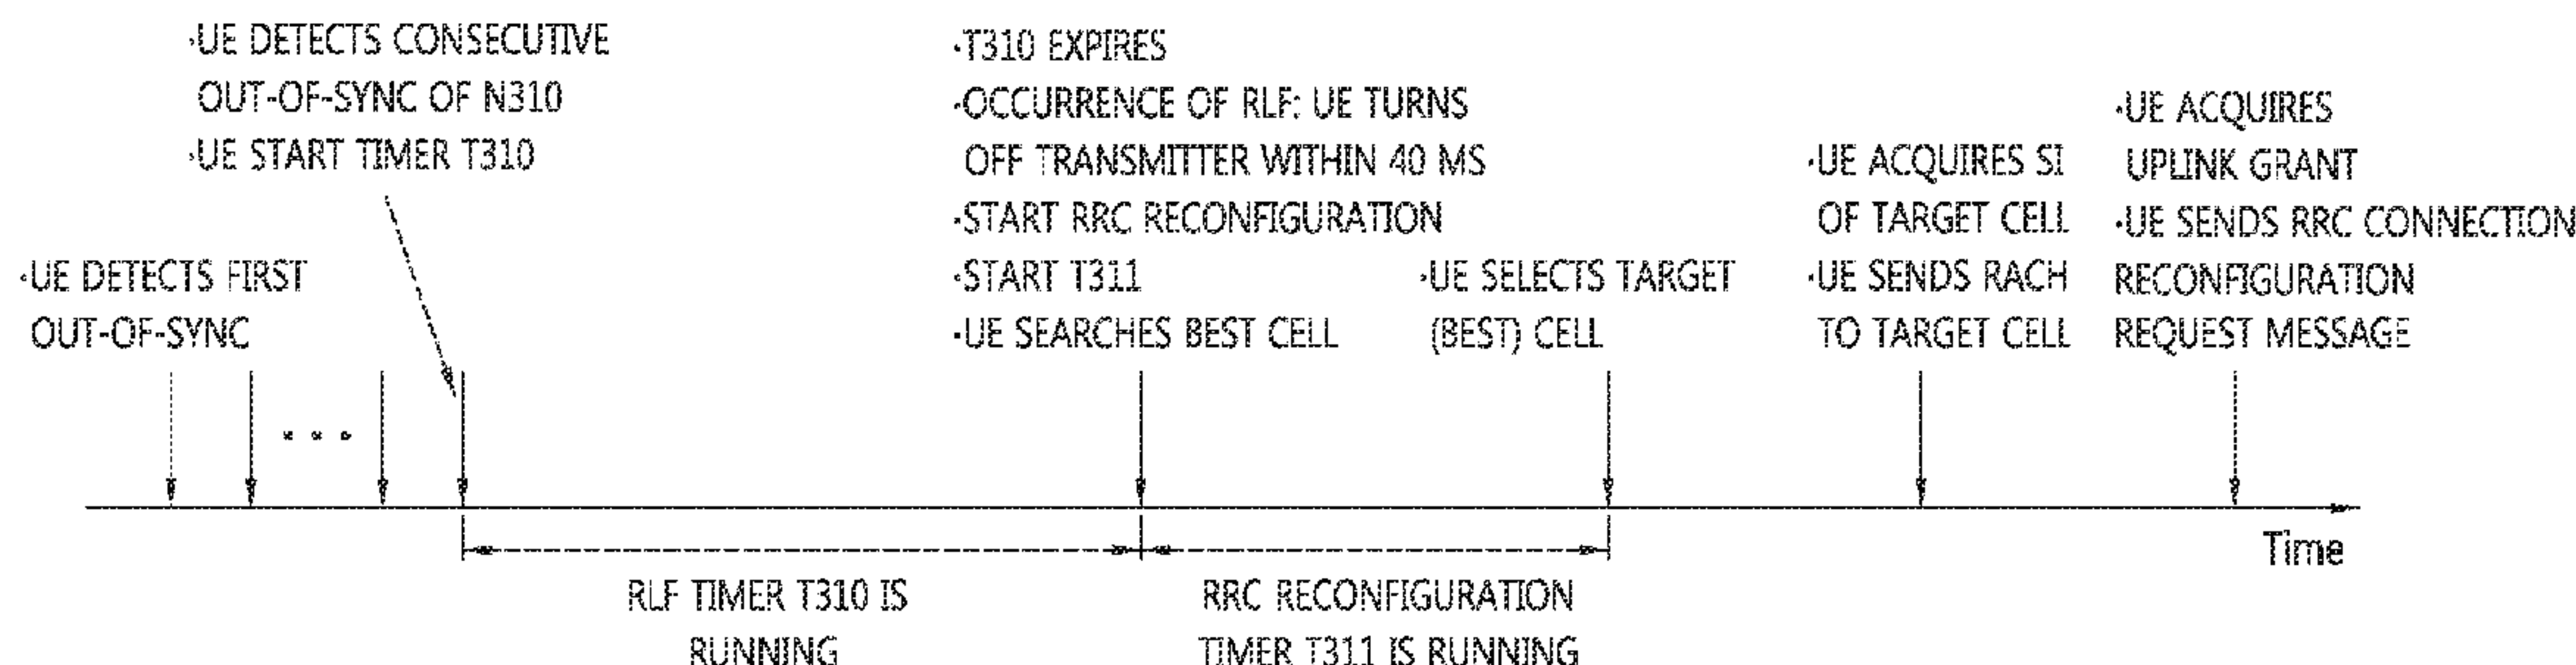 ·UE DETECTS CONSECUTIVE
OUT-OF-SYNC OF N310
·UE START TIMER T310
·UE DETECTS FIRST
OUT-OF-SYNC
·T310 EXPIRES
·OCCURRENCE OF RLF: UE TURNS
OFF TRANSMITTER WITHIN 40 MS
·START RRC RECONFIGURATION
·START T311
·UE SEARCHES BEST CELL
·UE SELECTS TARGET
(BEST) CELL
·UE ACQUIRES SI
OF TARGET CELL
·UE SENDS RACH
TO TARGET CELL
·UE ACQUIRES
UPLINK GRANT
·UE SENDS RRC CONNECTION
RECONFIGURATION
REQUEST MESSAGE
Time
RLF TIMER T310 IS
RUNNING
RRC RECONFIGURATION
TIMER T311 IS RUNNING